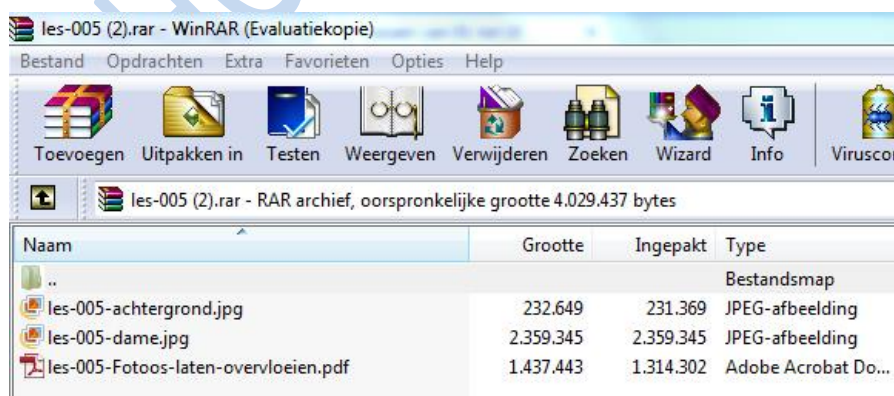 les-005 (2).rar - WinRAR (Evaluatiekopie)
Bestand Opdrachten Extra Favorieten Opties Help
Toevoegen Uitpakken in Testen Weergeven Verwijderen Zoeken Wizard Info Virusco
les-005 (2).rar - RAR archief, oorspronkelijke grootte 4.029.437 bytes
Naam Grootte Ingepakt Type
.. Bestandsmap
les-005-achtergrond.jpg 232.649 231.369 JPEG-afbeelding
les-005-dame.jpg 2.359.345 2.359.345 JPEG-afbeelding
les-005-Fotoos-laten-overvloeien.pdf 1.437.443 1.314.302 Adobe Acrobat Do...